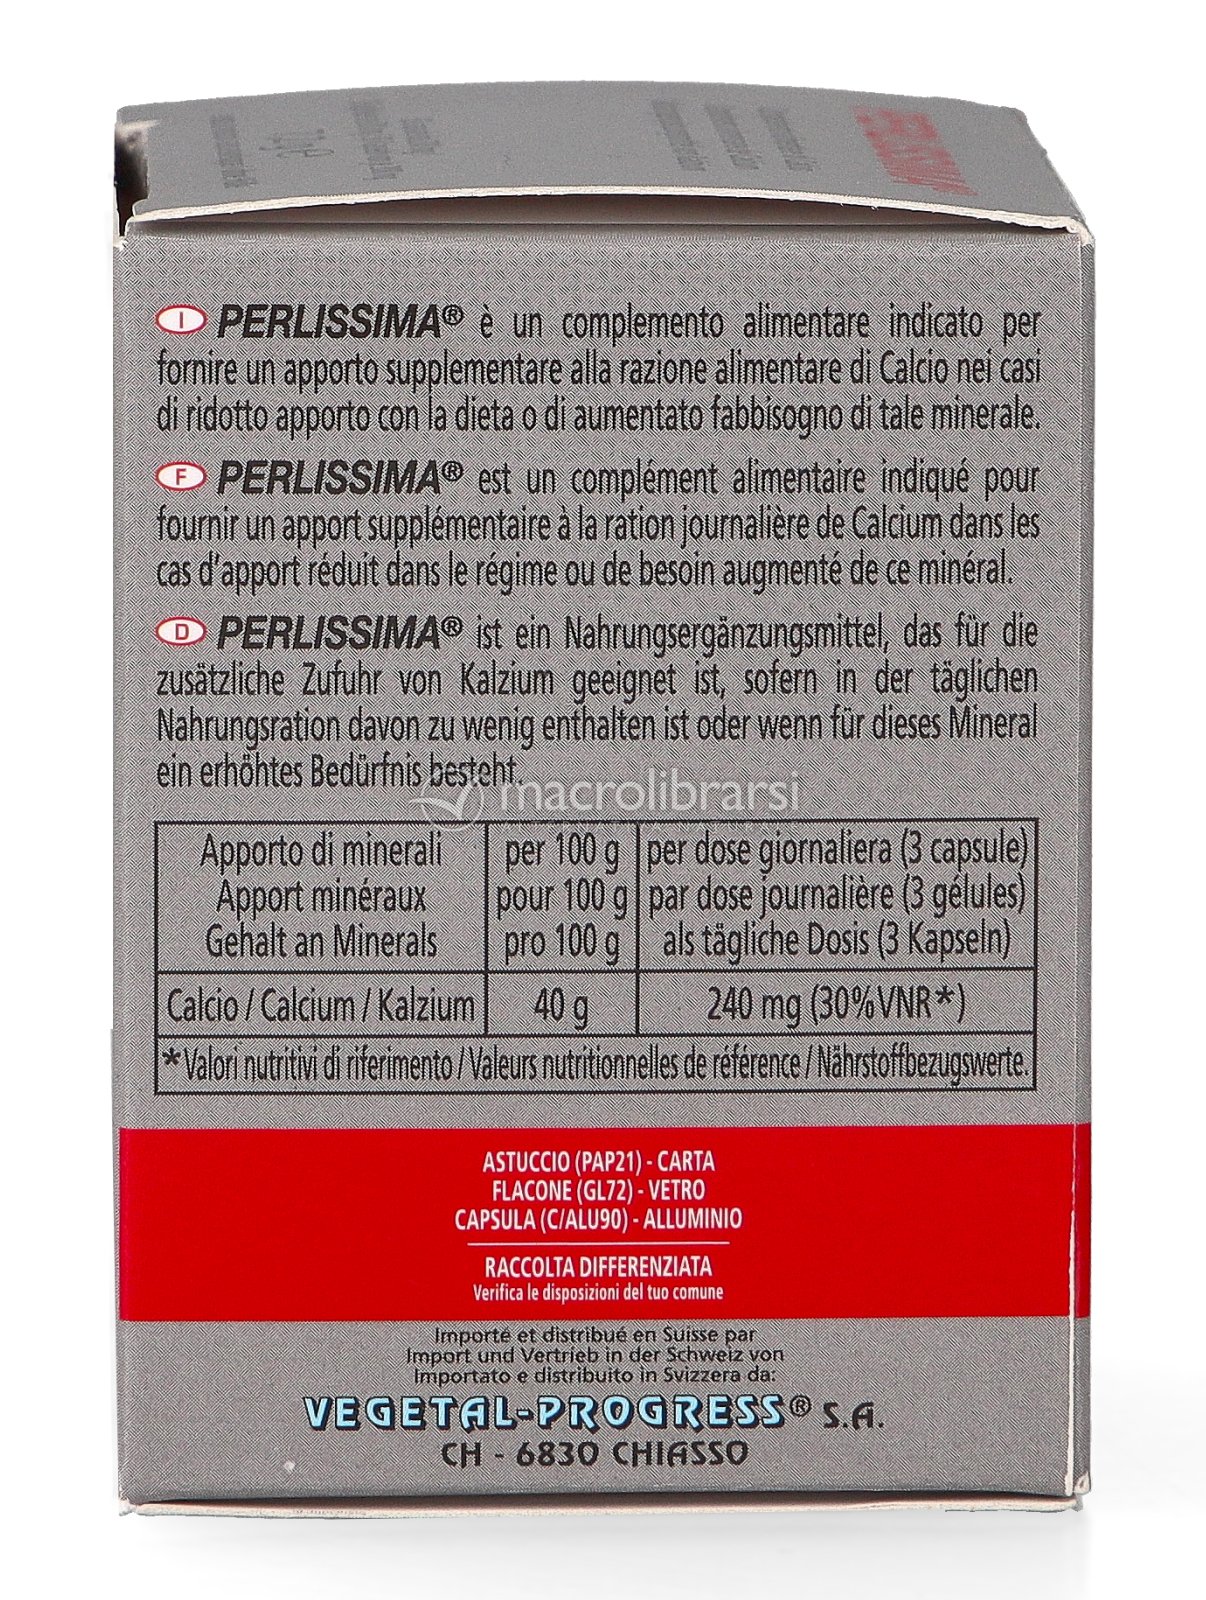 PERLISSIMA®
I PERLISSIMA® è un complemento alimentare indicato per
fornire un apporto supplementare alla razione alimentare di Calcio nei casi
di ridotto apporto con la dieta o di aumentato fabbisogno di tale minerale.
F PERLISSIMA® est un complément alimentaire indiqué pour
fournir un apport supplémentaire à la ration journalière de Calcium dans les
cas d'apport réduit dans le régime ou de besoin augmenté de ce minéral.
D PERLISSIMA® ist ein Nahrungsergänzungsmittel, das für die
zusätzliche Zufuhr von Kalzium geeignet ist, sofern in der täglichen
Nahrungsration davon zu wenig enthalten ist oder wenn für dieses Mineral
ein erhöhtes Bedürfnis besteht.
macrolibrarsi
Apporto di minerali per 100 g per dose giornaliera (3 capsule)
Apport minéraux pour 100 g par dose journalière (3 gélules)
Gehalt an Minerals pro 100 g als tägliche Dosis (3 Kapseln)
Calcio / Calcium / Kalzium 40 g 240 mg (30%VNR*)
*Valori nutritivi di riferimento / Valeurs nutritionnelles de référence / Nährstoffbezugswerte.
ASTUCCIO (PAP21) - CARTA
FLACONE (GL72) - VETRO
CAPSULA (C/ALU90) - ALLUMINIO
RACCOLTA DIFFERENZIATA
Verifica le disposizioni del tuo comune
Importé et distribué en Suisse par
Import und Vertrieb in der Schweiz von
Importato e distribuito in Svizzera da:
VEGETAL-PROGRESS® S.A.
CH - 6830 CHIASSO